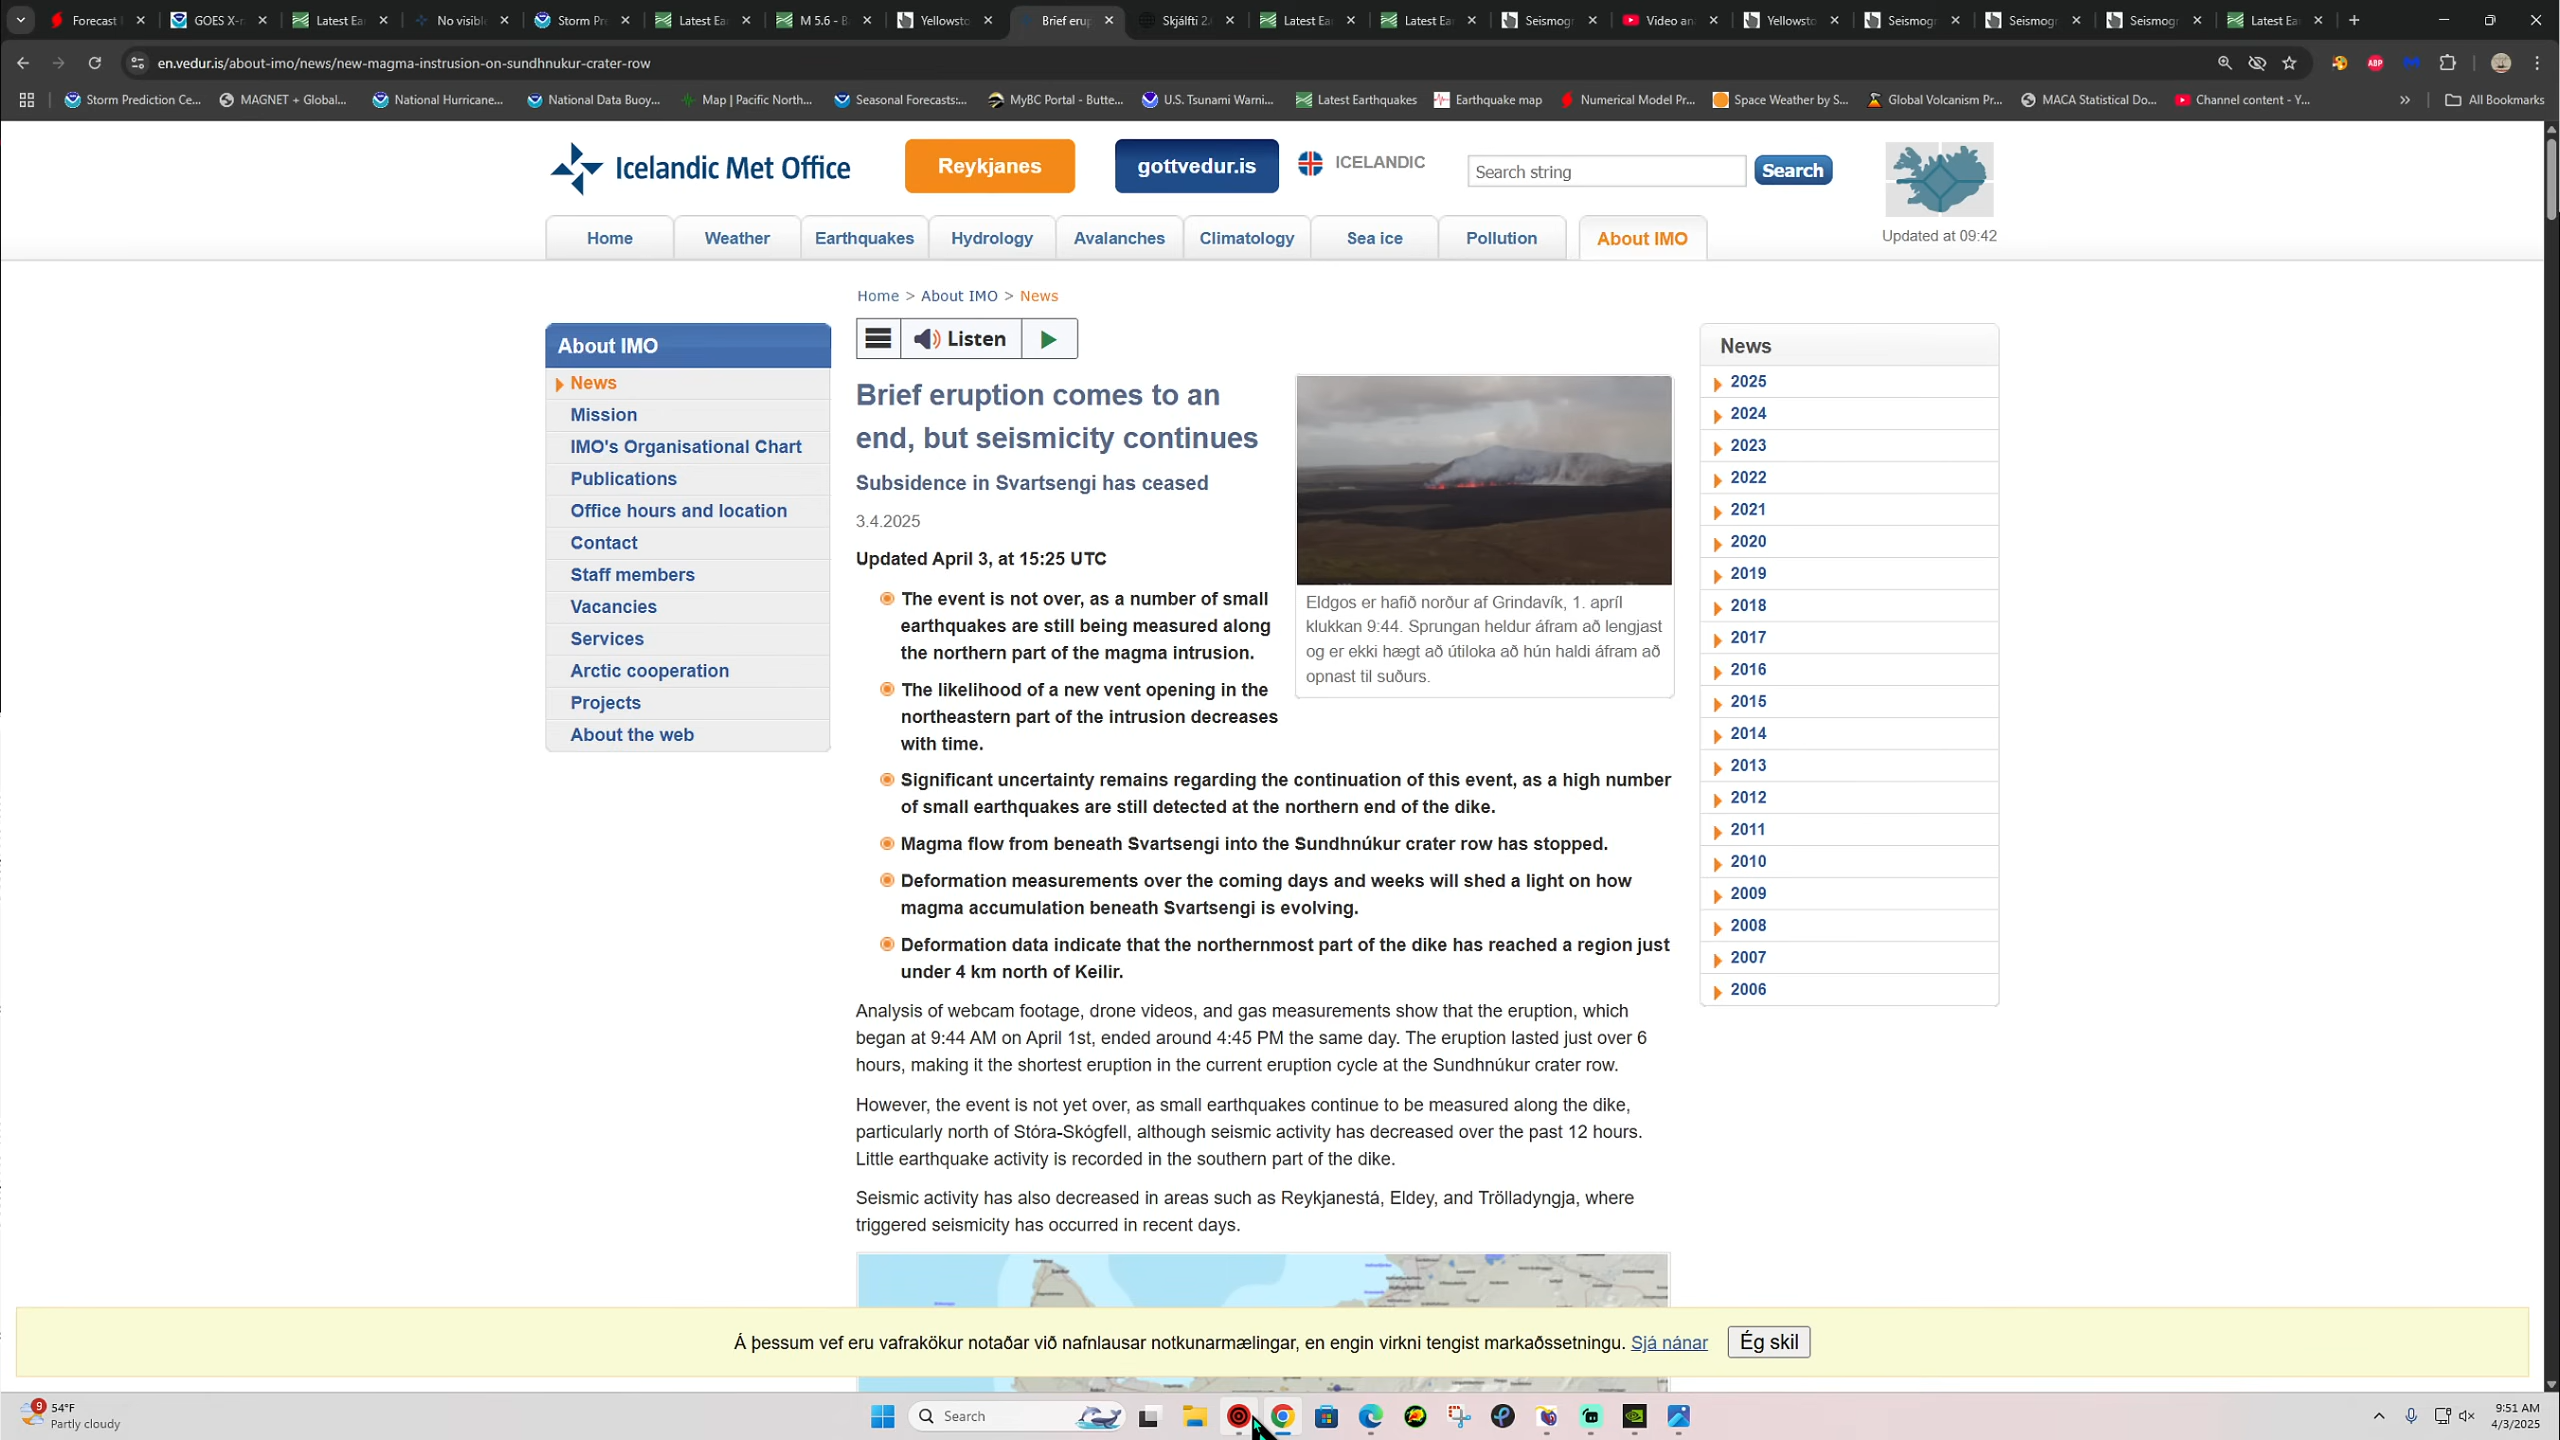 Forecast
GOES X-r
Latest Ea
No visibl
Storm Pr
Latest Ea
M 5.6 - B
Yellowsto
Brief erup
Skjálfti 2.
Latest Ea
Latest Ea
Seismogr
Video an
Yellowsto
Seismogr
Seismogr
Seismogr
Latest Ea
en.vedur.is/about-imo/news/new-magma-instrusion-on-sundhnukur-crater-row
ABP
Storm Prediction Ce...
MAGNET + Global...
National Hurricane...
National Data Buoy...
Map | Pacific North...
Seasonal Forecasts:...
MyBC Portal - Butte...
U.S. Tsunami Warni...
Latest Earthquakes
Earthquake map
Numerical Model Pr...
Space Weather by S...
Global Volcanism Pr...
MACA Statistical Do...
Channel content - Y...
All Bookmarks
Icelandic Met Office
Reykjanes
gottvedur.is
ICELANDIC
Search string
Search
Updated at 09:42
Home
Weather
Earthquakes
Hydrology
Avalanches
Climatology
Sea ice
Pollution
About IMO
Home > About IMO > News
Listen
About IMO
News
Mission
IMO's Organisational Chart
Publications
Office hours and location
Contact
Staff members
Vacancies
Services
Arctic cooperation
Projects
About the web
Brief eruption comes to an
end, but seismicity continues
Subsidence in Svartsengi has ceased
3.4.2025
Updated April 3, at 15:25 UTC
The event is not over, as a number of small
earthquakes are still being measured along
the northern part of the magma intrusion.
The likelihood of a new vent opening in the
northeastern part of the intrusion decreases
with time.
Significant uncertainty remains regarding the continuation of this event, as a high number
of small earthquakes are still detected at the northern end of the dike.
Magma flow from beneath Svartsengi into the Sundhnúkur crater row has stopped.
Deformation measurements over the coming days and weeks will shed a light on how
magma accumulation beneath Svartsengi is evolving.
Deformation data indicate that the northernmost part of the dike has reached a region just
under 4 km north of Keilir.
Eldgos er hafið norður af Grindavík, 1. apríl
klukkan 9:44. Sprungan heldur áfram að lengjast
og er ekki hægt að útiloka að hún haldi áfram að
opnast til suðurs.
Analysis of webcam footage, drone videos, and gas measurements show that the eruption, which
began at 9:44 AM on April 1st, ended around 4:45 PM the same day. The eruption lasted just over 6
hours, making it the shortest eruption in the current eruption cycle at the Sundhnúkur crater row.
However, the event is not yet over, as small earthquakes continue to be measured along the dike,
particularly north of Stóra-Skógfell, although seismic activity has decreased over the past 12 hours.
Little earthquake activity is recorded in the southern part of the dike.
Seismic activity has also decreased in areas such as Reykjanestá, Eldey, and Trölladyngja, where
triggered seismicity has occurred in recent days.
News
2025
2024
2023
2022
2021
2020
2019
2018
2017
2016
2015
2014
2013
2012
2011
2010
2009
2008
2007
2006
Á þessum vef eru vafrakökur notaðar við nafnlausar notkunarmælingar, en engin virkni tengist markaðssetningu. Sjá nánar
Ég skil
9
54°F
Partly cloudy
Search
9:51 AM
4/3/2025